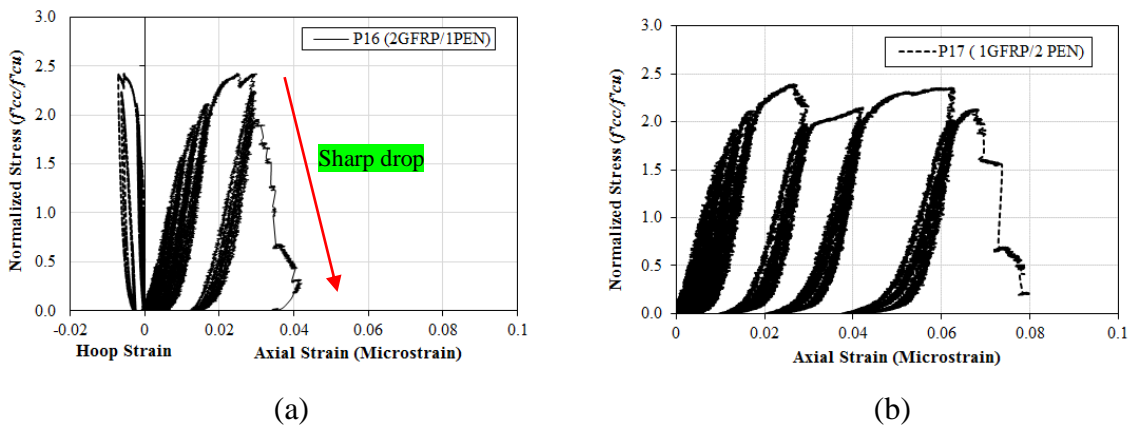 3.0
2.5
2.0
1.5
1.0
0.5
0.0
Normalized Stress (f'cc/f'cu)
P16 (2GFRP/1PEN)
Sharp drop
-0.02 0 0.02 0.04 0.06 0.08 0.1
Hoop Strain Axial Strain (Microstrain)
(a)
3.0
2.5
2.0
1.5
1.0
0.5
0.0
Normalized Stress (f'cc/f'cu)
P17 ( 1GFRP/2 PEN)
0 0.02 0.04 0.06 0.08 0.1
Axial Strain (Microstrain)
(b)